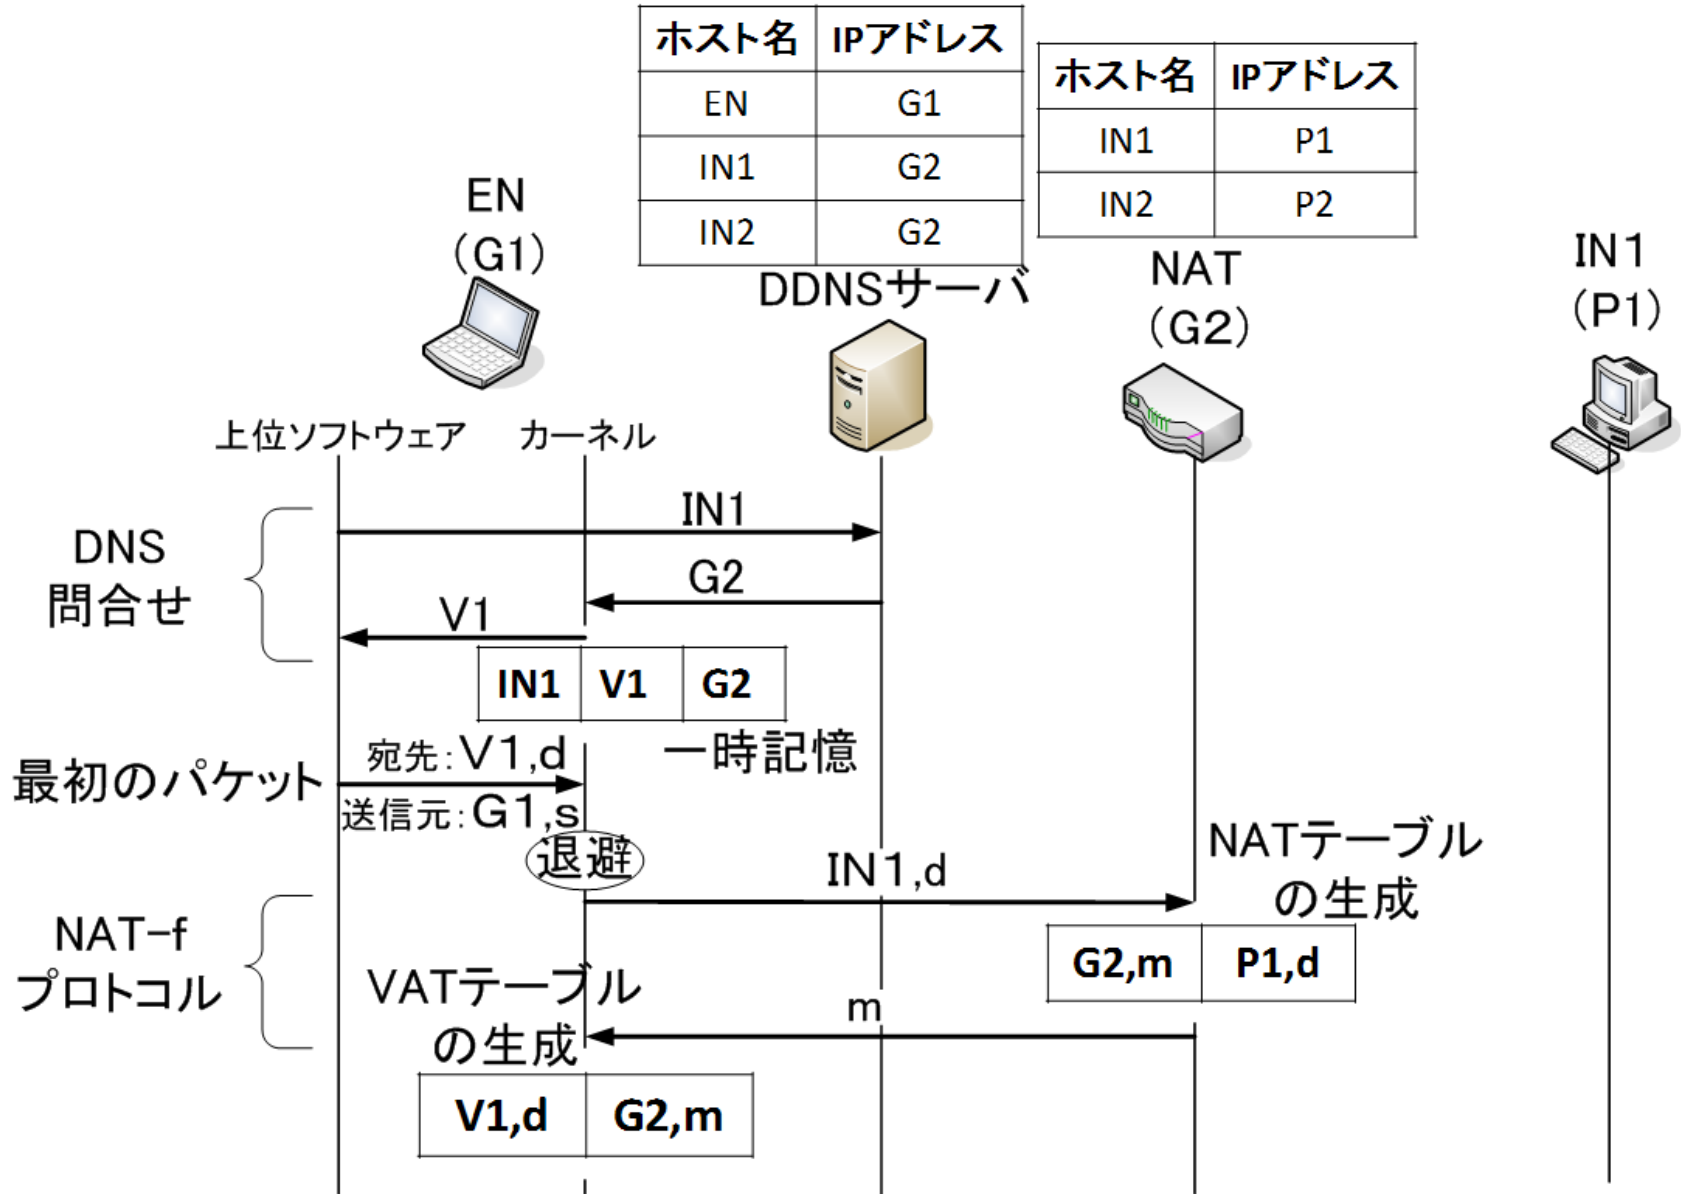 ホスト名 IPアドレス
EN G1
IN1 G2
IN2 G2
ホスト名 IPアドレス
IN1 P1
IN2 P2
EN
(G1)
DDNSサーバ
NAT
(G2)
IN1
(P1)
上位ソフトウェア カーネル
DNS
問合せ
IN1
G2
V1
IN1 V1 G2
一時記憶
最初のパケット
宛先:V1,d
送信元:G1,s
退避
IN1,d
NATテーブル
の生成
G2,m P1,d
NAT-f
プロトコル
m
VATテーブル
の生成
V1,d G2,m